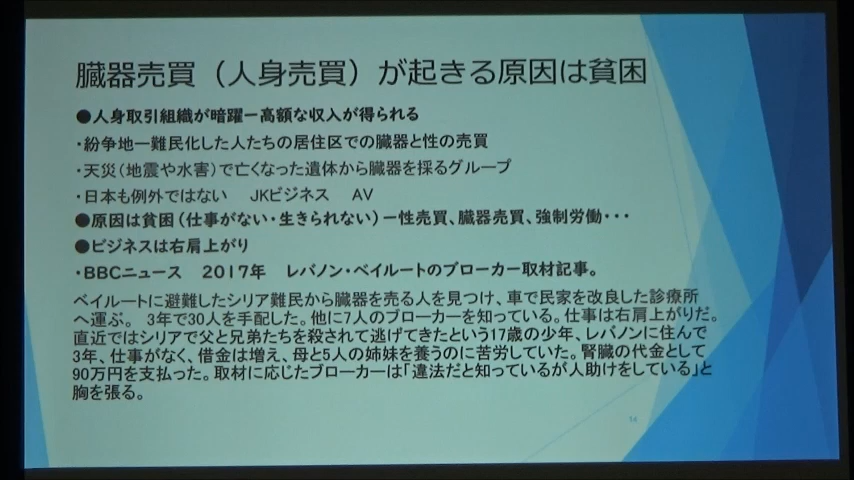 臓器売買（人身売買）が起きる原因は貧困
●人身取引組織が暗躍ー高額な収入が得られる
・紛争地ー難民化した人たちの居住区での臓器と性の売買
・天災（地震や水害）で亡くなった遺体から臓器を採るグループ
・日本も例外ではない　JKビジネス　AV
●原因は貧困（仕事がない・生きられない）ー性売買、臓器売買、強制労働・・・
●ビジネスは右肩上がり
・BBCニュース　2017年　レバノン・ベイルートのブローカー取材記事。
ベイルートに避難したシリア難民から臓器を売る人を見つけ、車で民家を改良した診療所
へ運ぶ。　3年で30人を手配した。他に7人のブローカーを知っている。仕事は右肩上がりだ。
直近ではシリアで父と兄弟たちを殺されて逃げてきたという17歳の少年、レバノンに住んで
3年、仕事がなく、借金は増え、母と5人の姉妹を養うのに苦労していた。腎臓の代金として
90万円を支払った。取材に応じたブローカーは「違法だと知っているが人助けをしている」と
胸を張る。
14